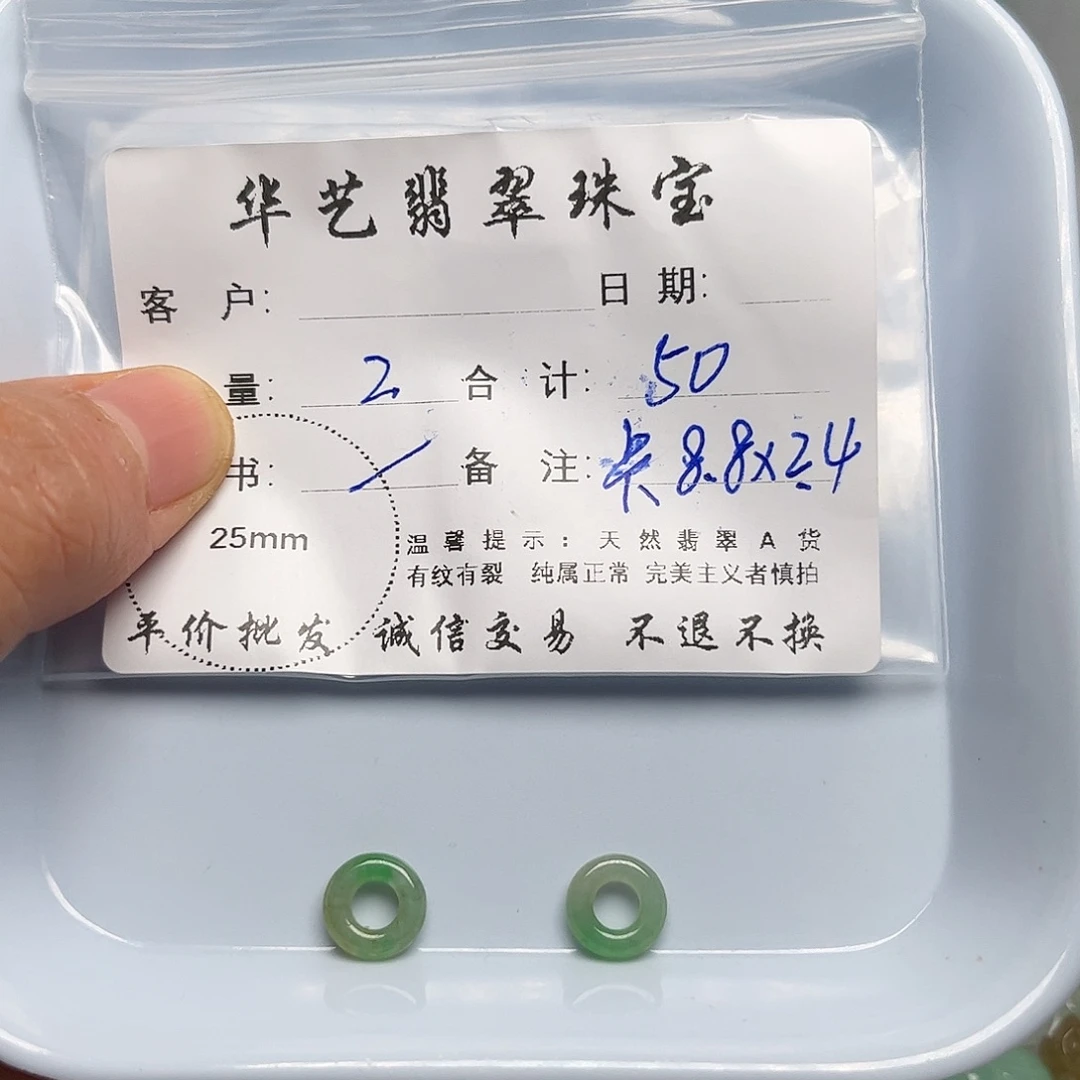 华艺翡翠珠宝
客 户: 日 期:
量: 2 合 计: 50
书: / 备 注: 卡 8.8x2.4
25mm 温馨提示: 天然翡翠A货
有纹有裂 纯属正常 完美主义者慎拍
平价批发 诚信交易 不退不换